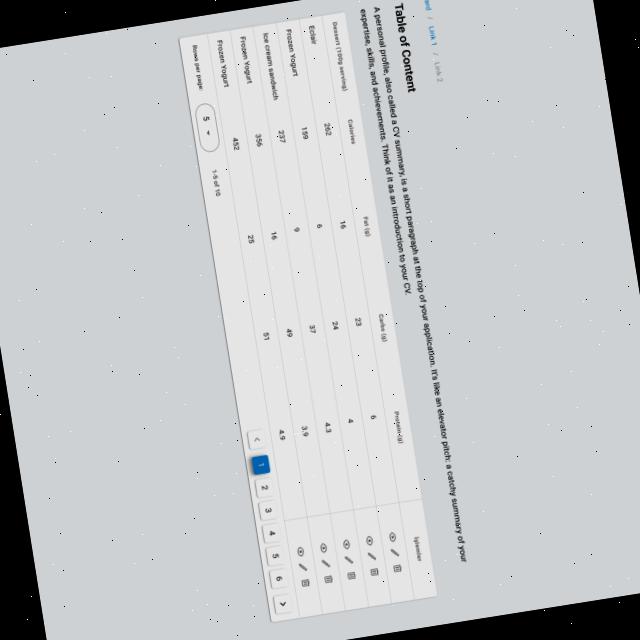 / Link 1 / Link 2
Table of Content
A personal profile, also called a CV summary, is a short paragraph at the top of your application. It's like an elevator pitch: a catchy summary of your
expertise, skills, and achievements. Think of it as an introduction to your CV.
Dessert (100g serving) Calories Fat (g) Carbs (g) Protein (g) İşlemler
Eclair 262 16 23 6
Frozen Yogurt 159 6 24 4
Ice cream sandwich 237 9 37 4.3
Frozen Yogurt 356 16 49 3.9
Frozen Yogurt 452 25 51 4.9
Rows per page: 5 1-5 of 10 < 1 2 3 4 5 6 >